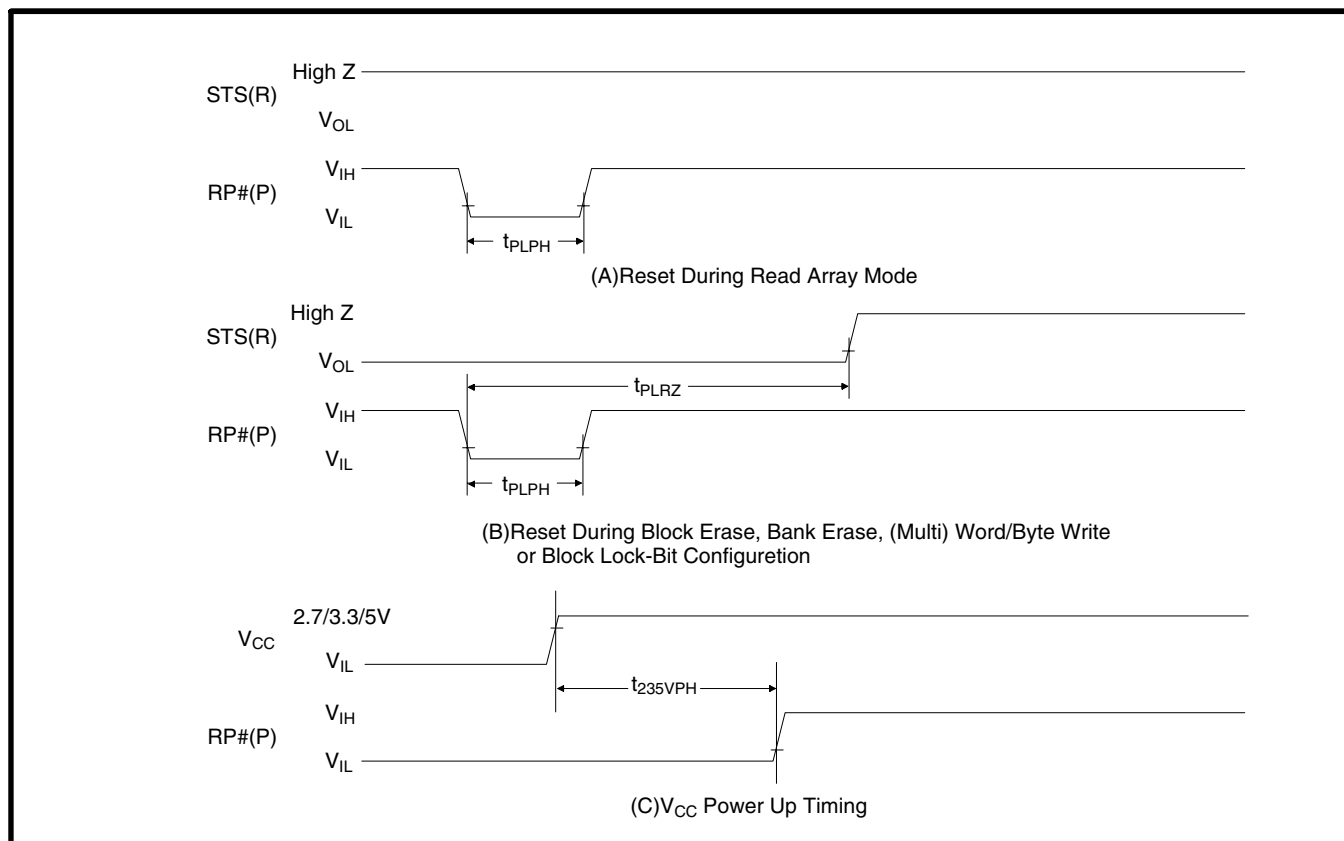 High Z
STS(R)
VOL
VIH
RP#(P)
VIL
tPLPH
(A)Reset During Read Array Mode
High Z
STS(R)
VOL
tPLRZ
VIH
RP#(P)
VIL
tPLPH
(B)Reset During Block Erase, Bank Erase, (Multi) Word/Byte Write
or Block Lock-Bit Configuretion
2.7/3.3/5V
VCC
VIL
t235VPH
VIH
RP#(P)
VIL
(C)VCC Power Up Timing